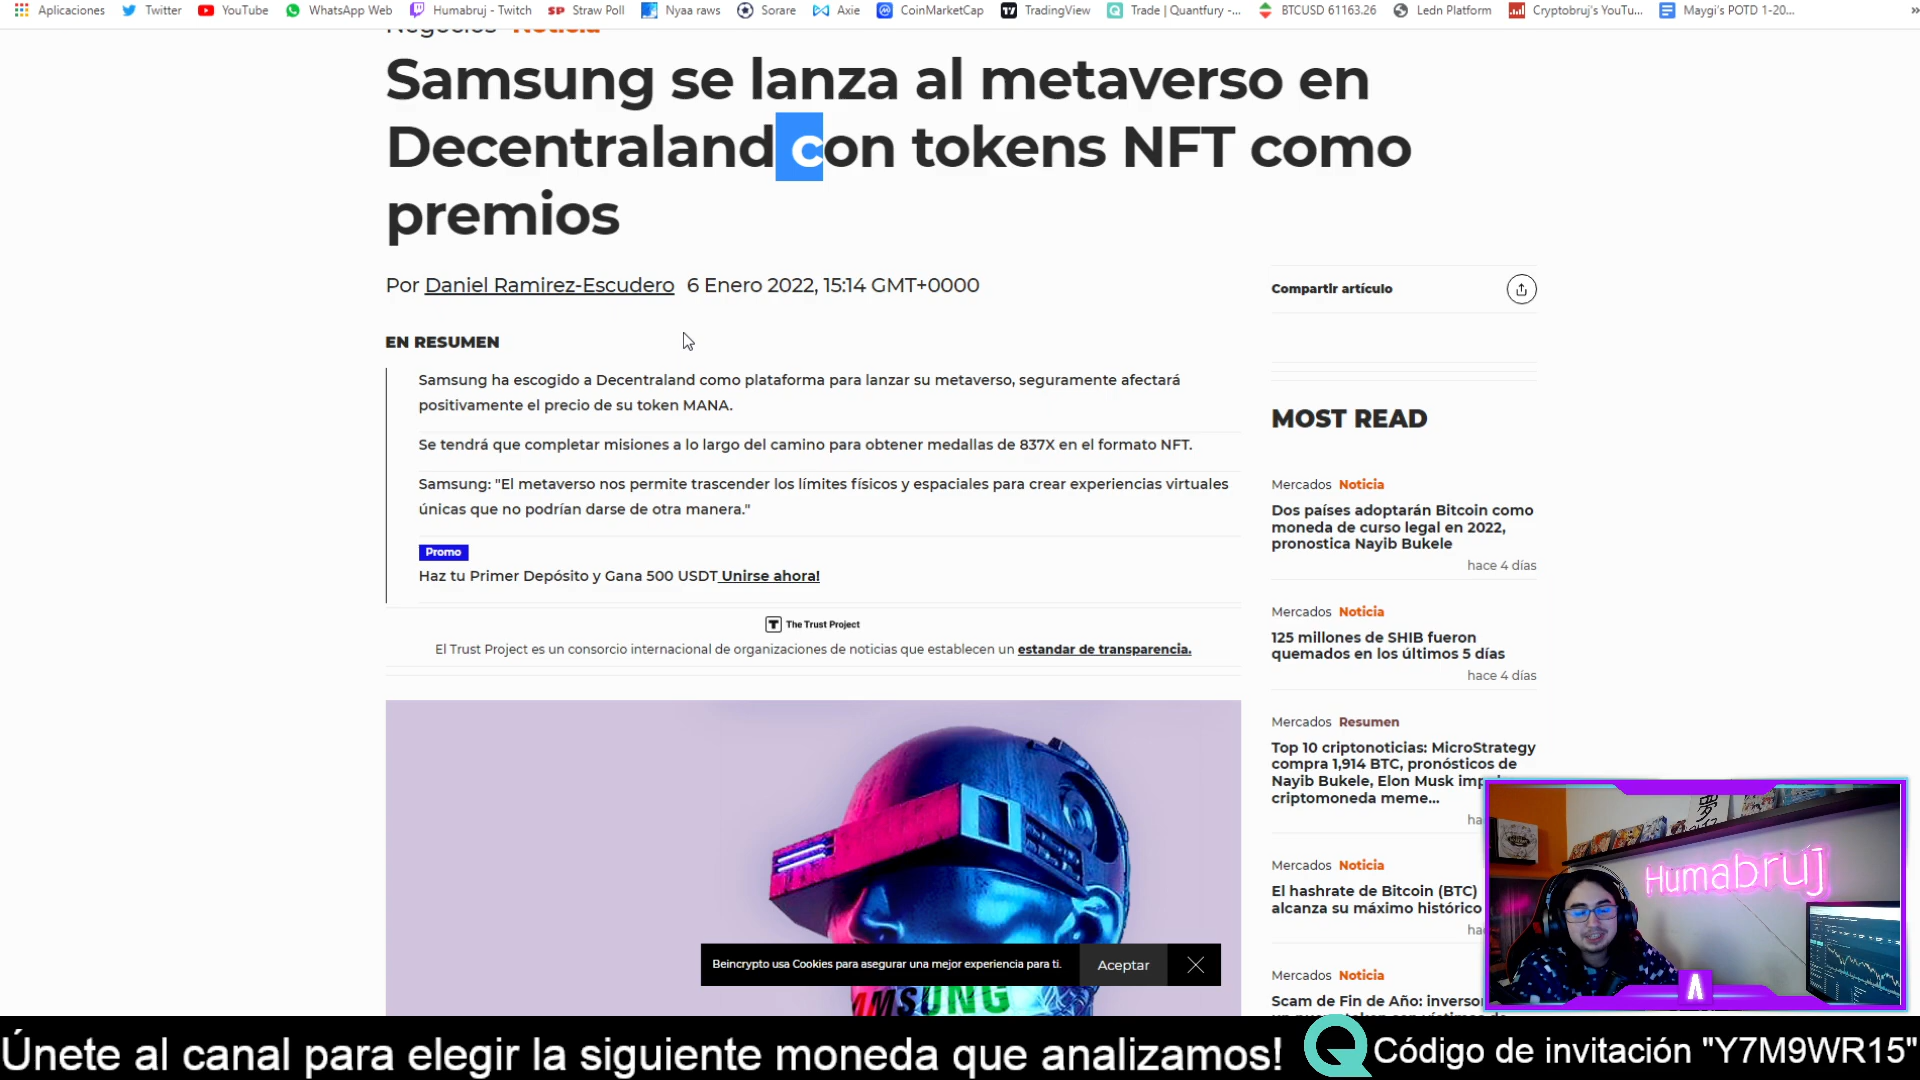 Aplicaciones Twitter YouTube WhatsApp Web Humabruj - Twitch SP Straw Poll Nyaa raws Sorare Axie CoinMarketCap TradingView Trade | Quantfury -... BTCUSD 61163.26 Ledn Platform Cryptobruj's YouTu... Maygi's POTD 1-20... »
Negocios Noticia
Samsung se lanza al metaverso en
Decentraland con tokens NFT como
premios
Por Daniel Ramirez-Escudero 6 Enero 2022, 15:14 GMT+0000
Compartir artículo
EN RESUMEN
Samsung ha escogido a Decentraland como plataforma para lanzar su metaverso, seguramente afectará
positivamente el precio de su token MANA.
Se tendrá que completar misiones a lo largo del camino para obtener medallas de 837X en el formato NFT.
Samsung: "El metaverso nos permite trascender los límites físicos y espaciales para crear experiencias virtuales
únicas que no podrían darse de otra manera."
Promo
Haz tu Primer Depósito y Gana 500 USDT Unirse ahora!
The Trust Project
El Trust Project es un consorcio internacional de organizaciones de noticias que establecen un estandar de transparencia.
MOST READ
Mercados Noticia
Dos países adoptarán Bitcoin como
moneda de curso legal en 2022,
pronostica Nayib Bukele
hace 4 días
Mercados Noticia
125 millones de SHIB fueron
quemados en los últimos 5 días
hace 4 días
Mercados Resumen
Top 10 criptonoticias: MicroStrategy
compra 1,914 BTC, pronósticos de
Nayib Bukele, Elon Musk imp
criptomoneda meme...
ha
Mercados Noticia
El hashrate de Bitcoin (BTC)
alcanza su máximo histórico
ha
Mercados Noticia
Scam de Fin de Año: inverso
Beincrypto usa Cookies para asegurar una mejor experiencia para ti.
Aceptar
SAMSUNG
夢
Humabruj
Únete al canal para elegir la siguiente moneda que analizamos!
Código de invitación "Y7M9WR15"